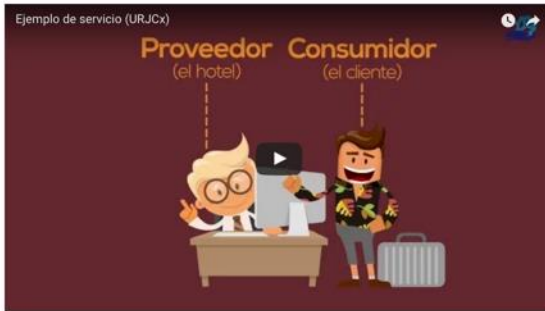 Ejemplo de servicio (URJCx)
Proveedor Consumidor
(el hotel) (el cliente)